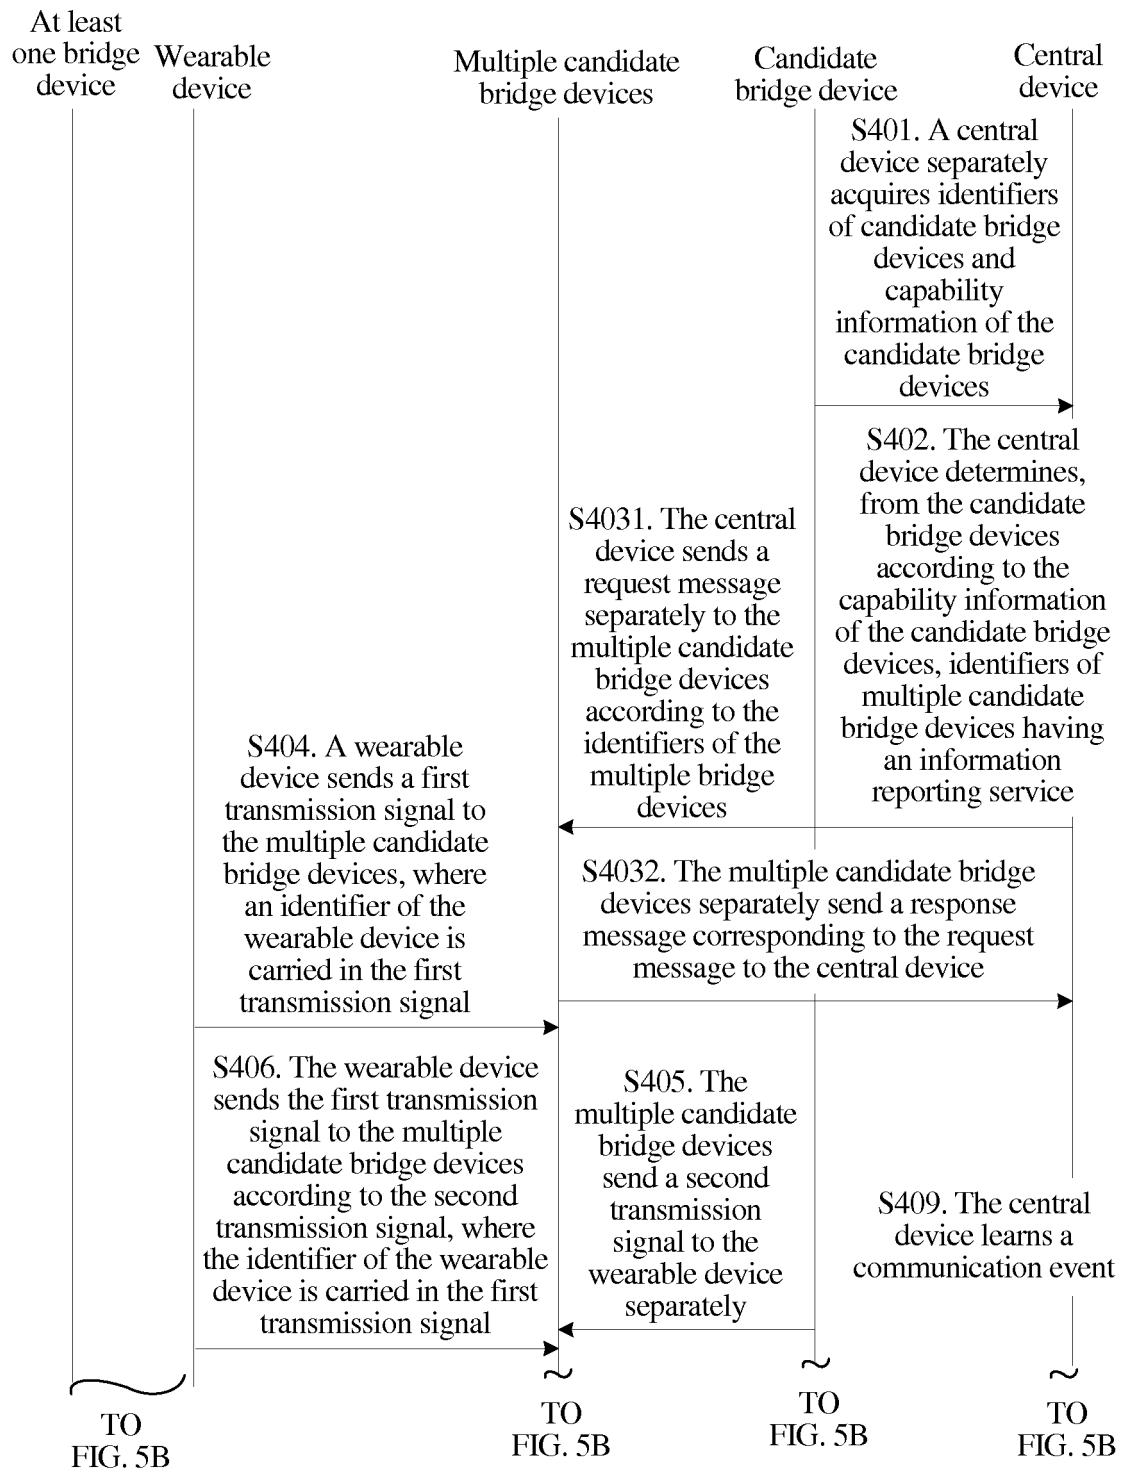 At least
one bridge
device
Wearable
device
Multiple candidate
bridge devices
Candidate
bridge device
Central
device
S401. A central
device separately
acquires identifiers
of candidate bridge
devices and
capability
information of the
candidate bridge
devices
S402. The central
device determines,
from the candidate
bridge devices
according to the
capability information
of the candidate bridge
devices, identifiers of
multiple candidate
bridge devices having
an information
reporting service
S4031. The central
device sends a
request message
separately to the
multiple candidate
bridge devices
according to the
identifiers of the
multiple bridge
devices
S4032. The multiple candidate bridge
devices separately send a response
message corresponding to the request
message to the central device
S404. A wearable
device sends a first
transmission signal to
the multiple candidate
bridge devices, where
an identifier of the
wearable device is
carried in the first
transmission signal
S405. The
multiple candidate
bridge devices
send a second
transmission
signal to the
wearable device
separately
S406. The wearable device
sends the first transmission
signal to the multiple
candidate bridge devices
according to the second
transmission signal, where
the identifier of the wearable
device is carried in the first
transmission signal
S409. The central
device learns a
communication event
TO
FIG. 5B
TO
FIG. 5B
TO
FIG. 5B
TO
FIG. 5B